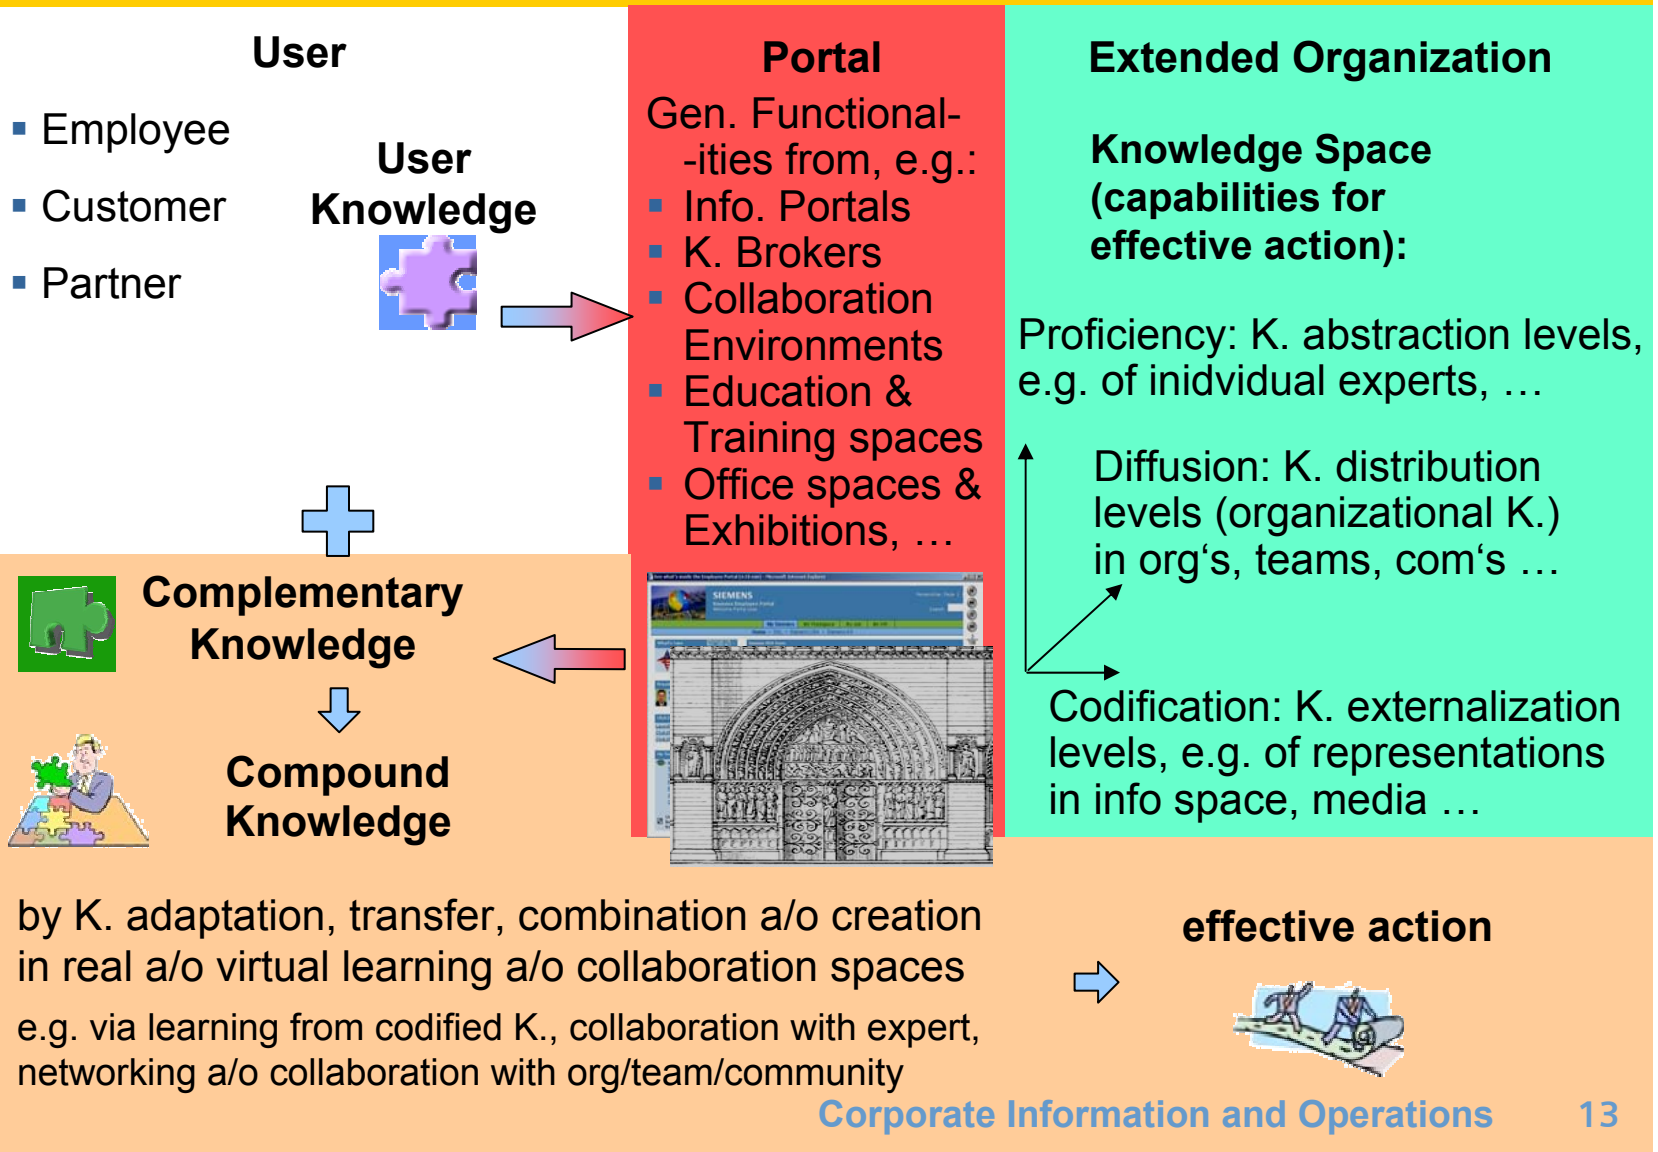 User
Employee
Customer
Partner
User
Knowledge
Portal
Gen. Functional-
-ities from, e.g.:
Info. Portals
K. Brokers
Collaboration
Environments
Education &
Training spaces
Office spaces &
Exhibitions, …
SIEMENS
Extended Organization
Knowledge Space
(capabilities for
effective action):
Proficiency: K. abstraction levels,
e.g. of inidvidual experts, …
Diffusion: K. distribution
levels (organizational K.)
in org‘s, teams, com‘s …
Codification: K. externalization
levels, e.g. of representations
in info space, media …
Complementary
Knowledge
Compound
Knowledge
by K. adaptation, transfer, combination a/o creation
in real a/o virtual learning a/o collaboration spaces
e.g. via learning from codified K., collaboration with expert,
networking a/o collaboration with org/team/community
effective action
Corporate Information and Operations 13